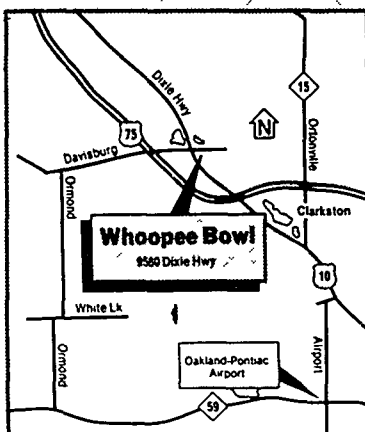 Dixie Hwy
15
N
75
Ortonville
Davisburg
Ormond
Clarkston
Whoopee Bowl
9580 Dixie Hwy
10
White Lk
Airport
Ormond
Oakland-Pontiac
Airport
59